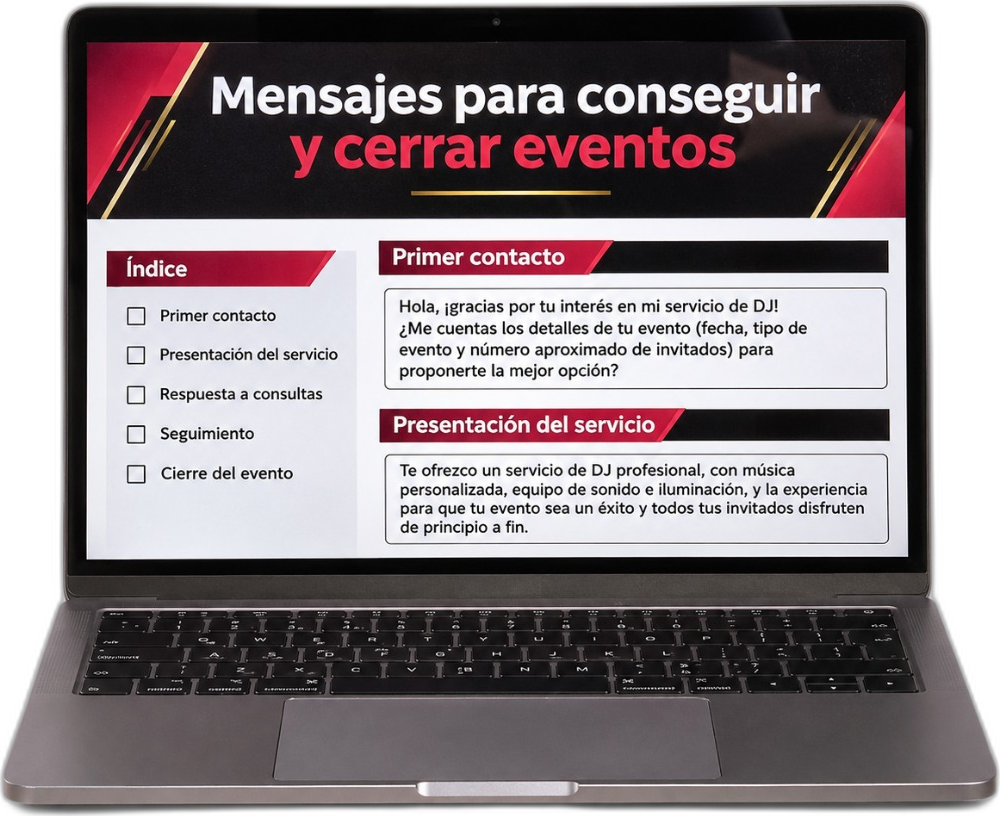 Mensajes para conseguir
y cerrar eventos
Índice
Primer contacto
Presentación del servicio
Respuesta a consultas
Seguimiento
Cierre del evento
Primer contacto
Hola, ¡gracias por tu interés en mi servicio de DJ!
¿Me cuentas los detalles de tu evento (fecha, tipo de
evento y número aproximado de invitados) para
proponerte la mejor opción?
Presentación del servicio
Te ofrezco un servicio de DJ profesional, con música
personalizada, equipo de sonido e iluminación, y la experiencia
para que tu evento sea un éxito y todos tus invitados disfruten
de principio a fin.